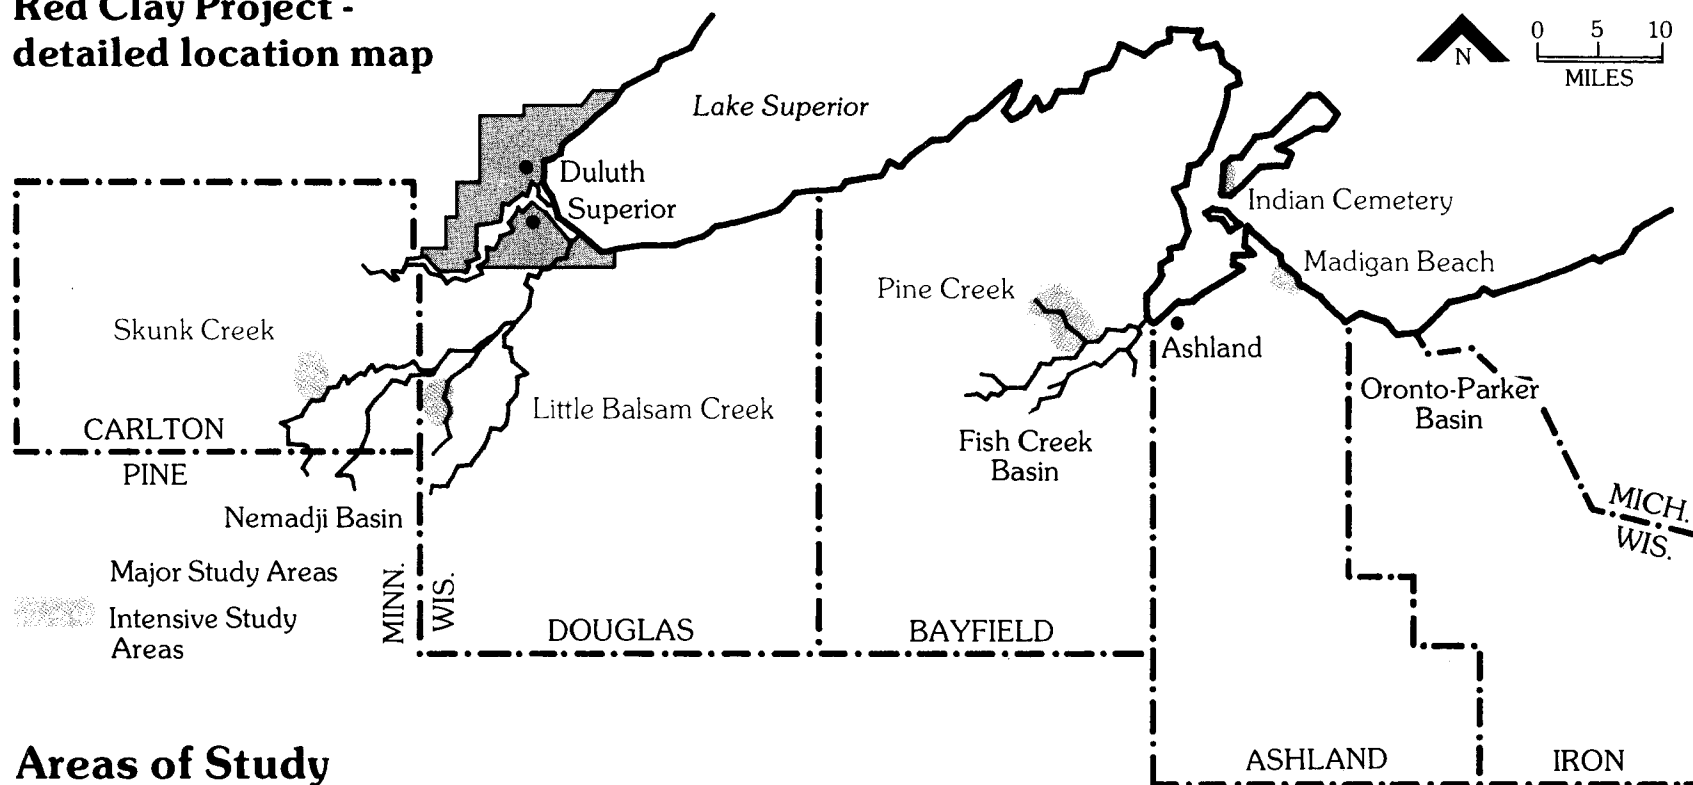 Red Clay Project -
detailed location map
N
0 5 10
MILES
Lake Superior
Duluth
Superior
Indian Cemetery
Madigan Beach
Pine Creek
Skunk Creek
Ashland
Oronto-Parker
Basin
Little Balsam Creek
CARLTON
PINE
Fish Creek
Basin
Nemadji Basin
MICH.
WIS.
Major Study Areas
Intensive Study
Areas
MINN.
WIS.
DOUGLAS
BAYFIELD
ASHLAND
IRON
Areas of Study